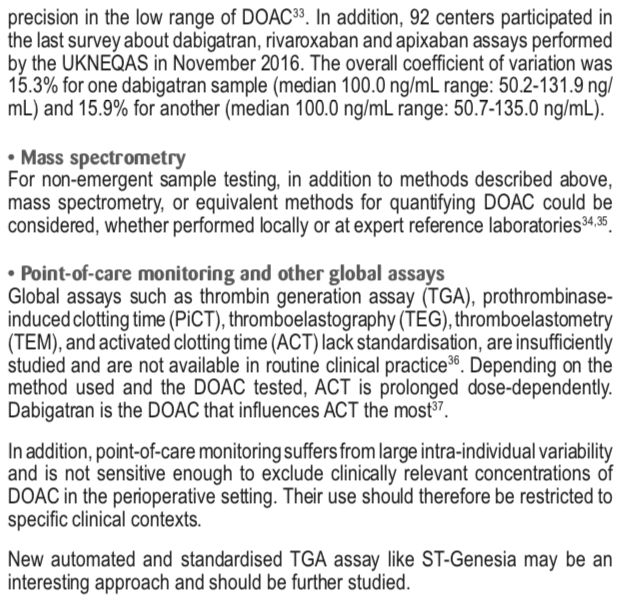 precision in the low range of DOAC³³. In addition, 92 centers participated in
the last survey about dabigatran, rivaroxaban and apixaban assays performed
by the UKNEQAS in November 2016. The overall coefficient of variation was
15.3% for one dabigatran sample (median 100.0 ng/mL range: 50.2-131.9 ng/
mL) and 15.9% for another (median 100.0 ng/mL range: 50.7-135.0 ng/mL).
• Mass spectrometry
For non-emergent sample testing, in addition to methods described above,
mass spectrometry, or equivalent methods for quantifying DOAC could be
considered, whether performed locally or at expert reference laboratories³⁴,³⁵.
• Point-of-care monitoring and other global assays
Global assays such as thrombin generation assay (TGA), prothrombinase-
induced clotting time (PiCT), thromboelastography (TEG), thromboelastometry
(TEM), and activated clotting time (ACT) lack standardisation, are insufficiently
studied and are not available in routine clinical practice³⁶. Depending on the
method used and the DOAC tested, ACT is prolonged dose-dependently.
Dabigatran is the DOAC that influences ACT the most³⁷.
In addition, point-of-care monitoring suffers from large intra-individual variability
and is not sensitive enough to exclude clinically relevant concentrations of
DOAC in the perioperative setting. Their use should therefore be restricted to
specific clinical contexts.
New automated and standardised TGA assay like ST-Genesia may be an
interesting approach and should be further studied.